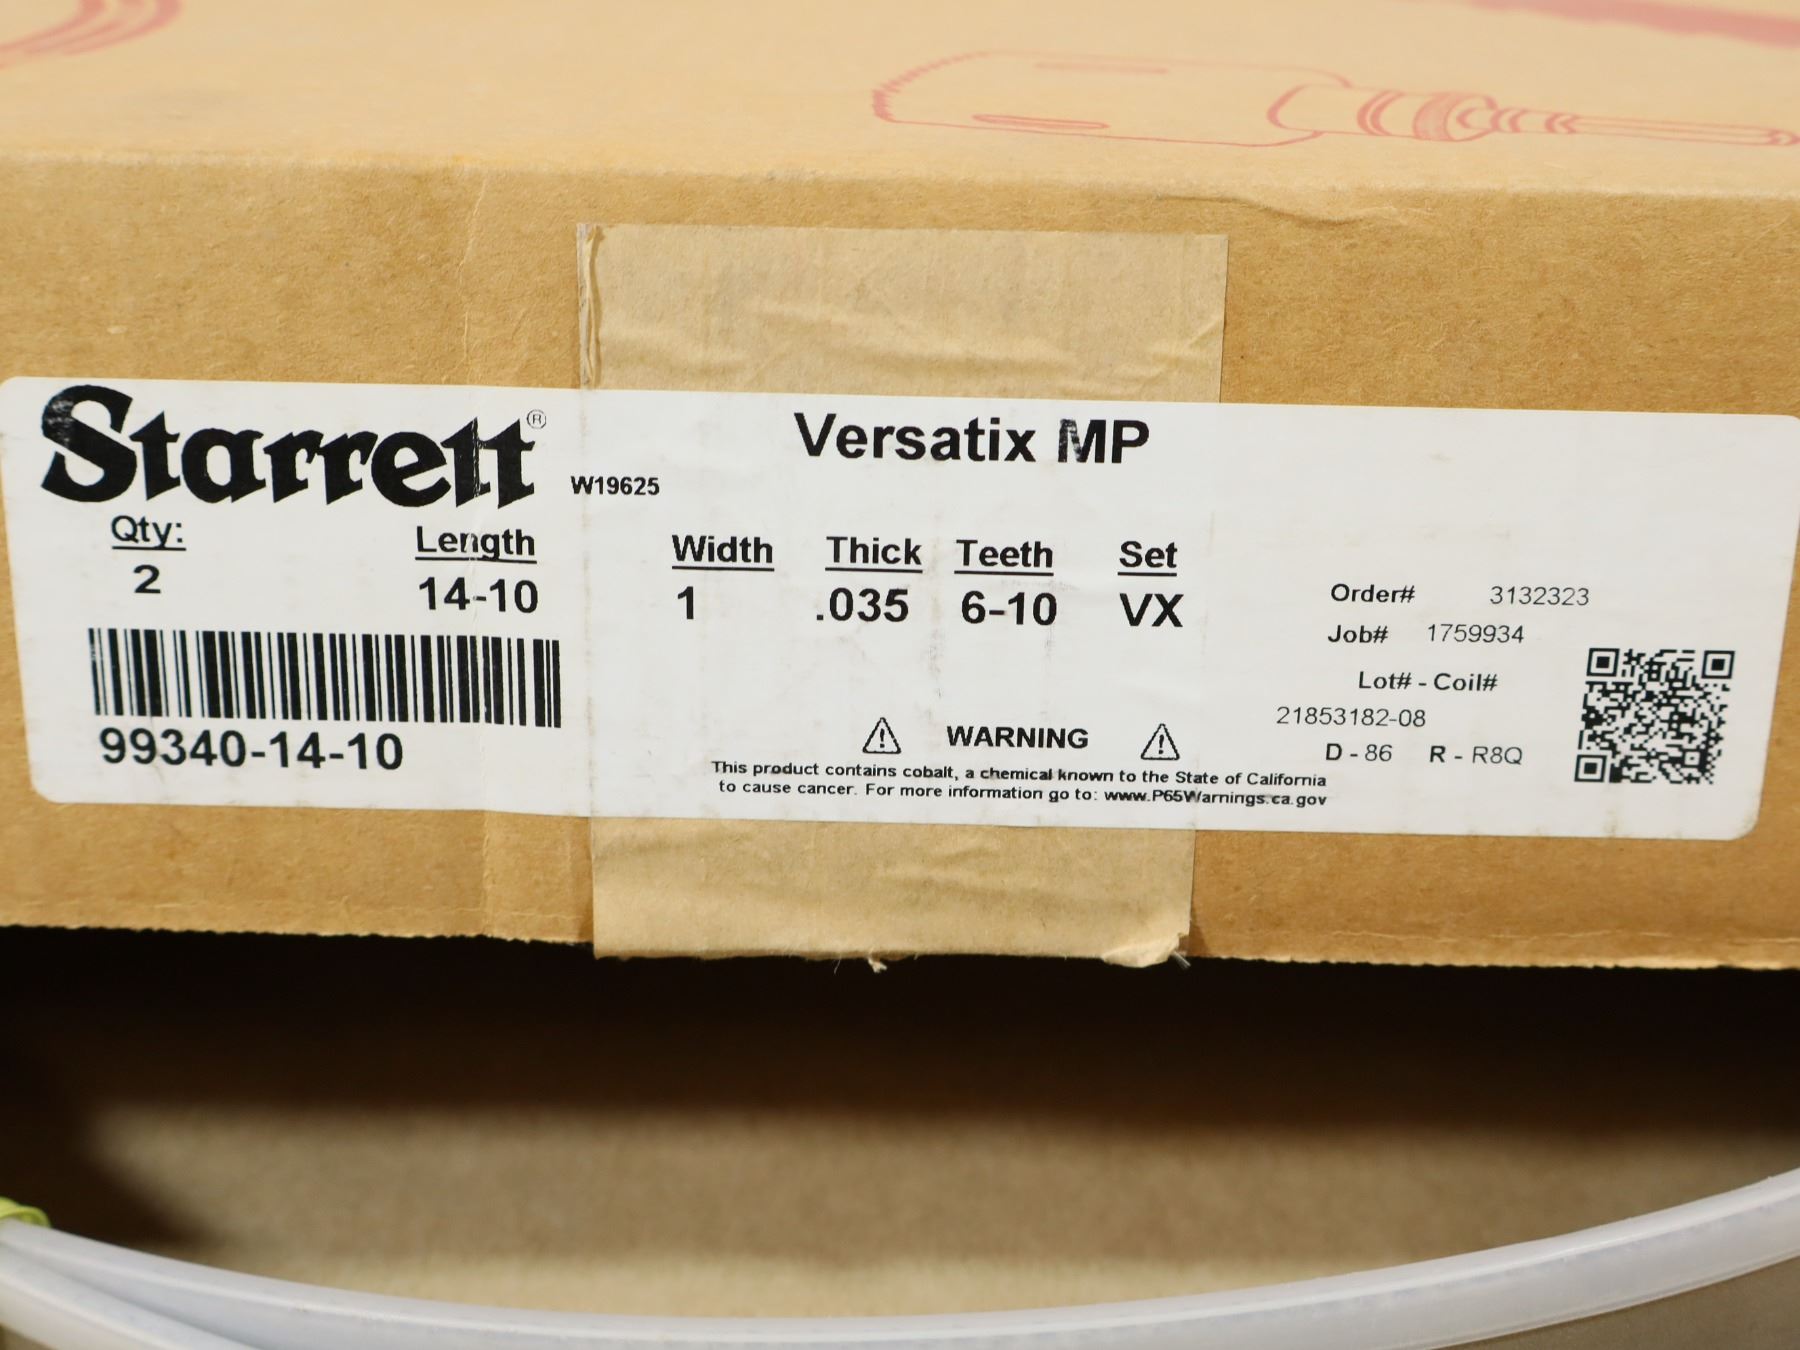 Starrett®
W19625
Versatix MP
Qty: Length Width Thick Teeth Set
2 14-10 1 .035 6-10 VX
Order# 3132323
Job# 1759934
Lot# - Coil#
21853182-08
D - 86 R - R8Q
99340-14-10
WARNING
This product contains cobalt, a chemical known to the State of California
to cause cancer. For more information go to: www.P65Warnings.ca.gov